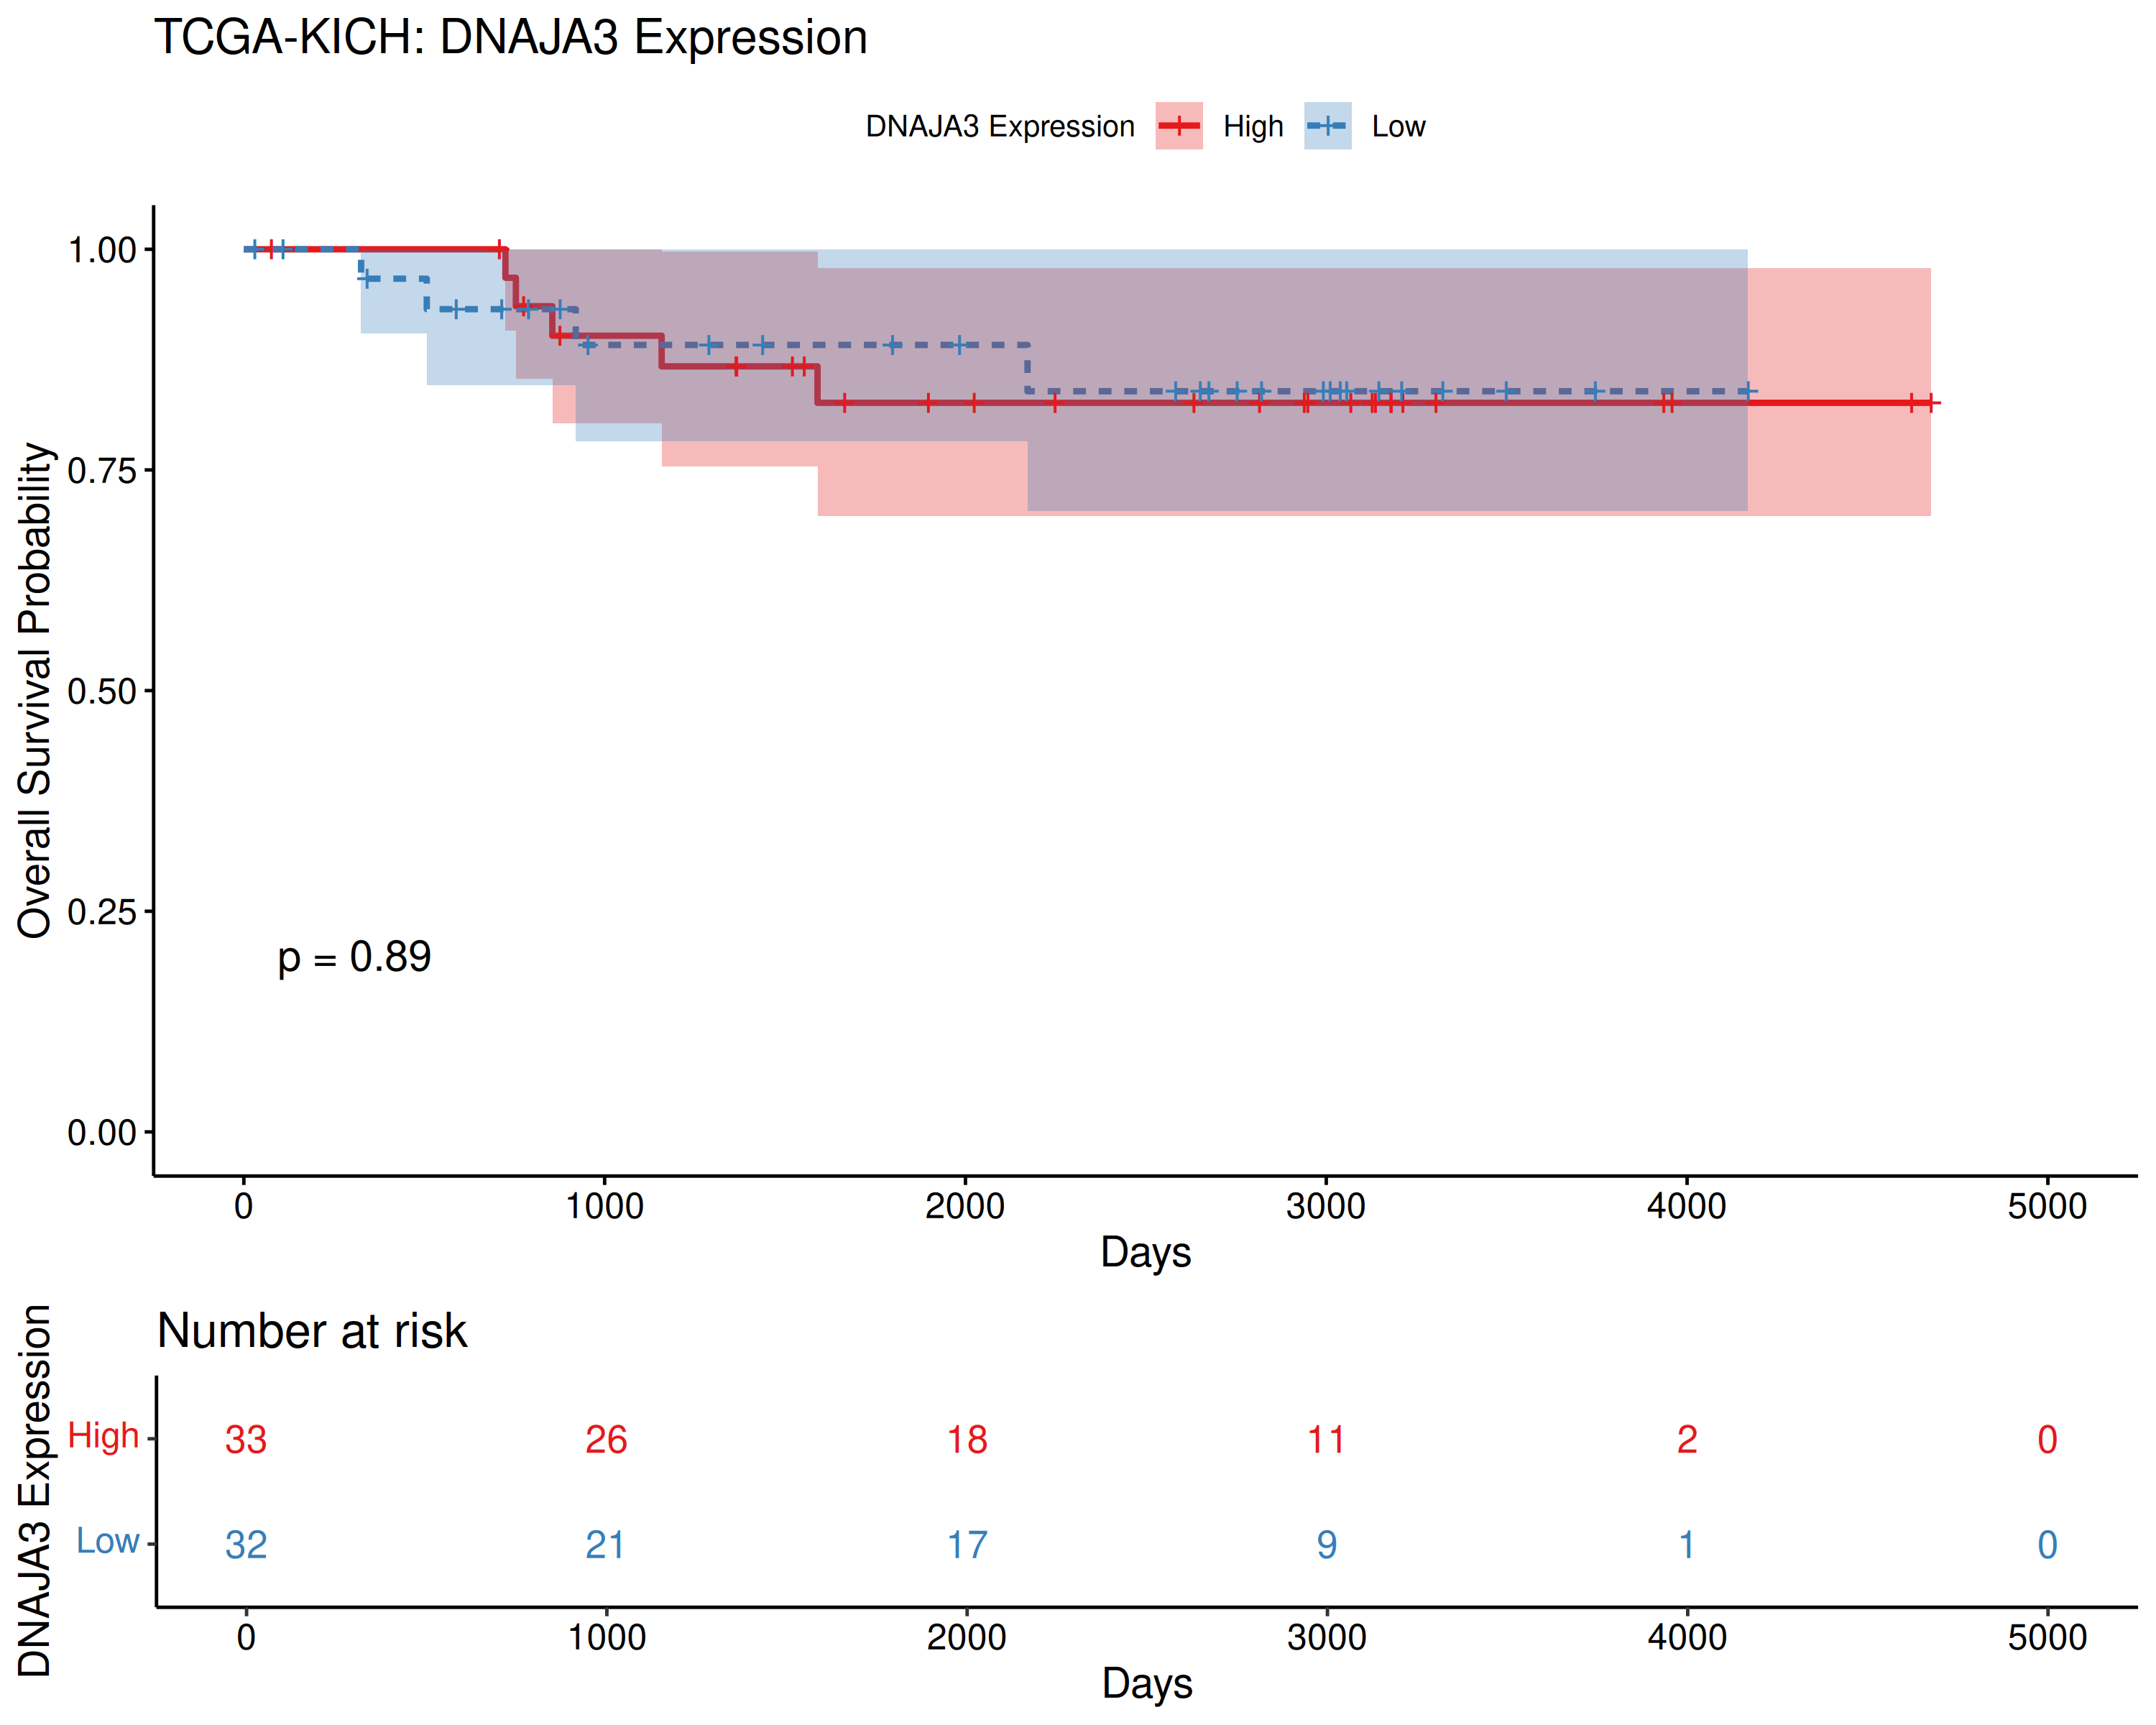 TCGA-KICH: DNAJA3 Expression
DNAJA3 Expression High Low
Overall Survival Probability
1.00
0.75
0.50
0.25
0.00
p = 0.89
0 1000 2000 3000 4000 5000
Days
Number at risk
DNAJA3 Expression
High 33 26 18 11 2 0
Low 32 21 17 9 1 0
0 1000 2000 3000 4000 5000
Days